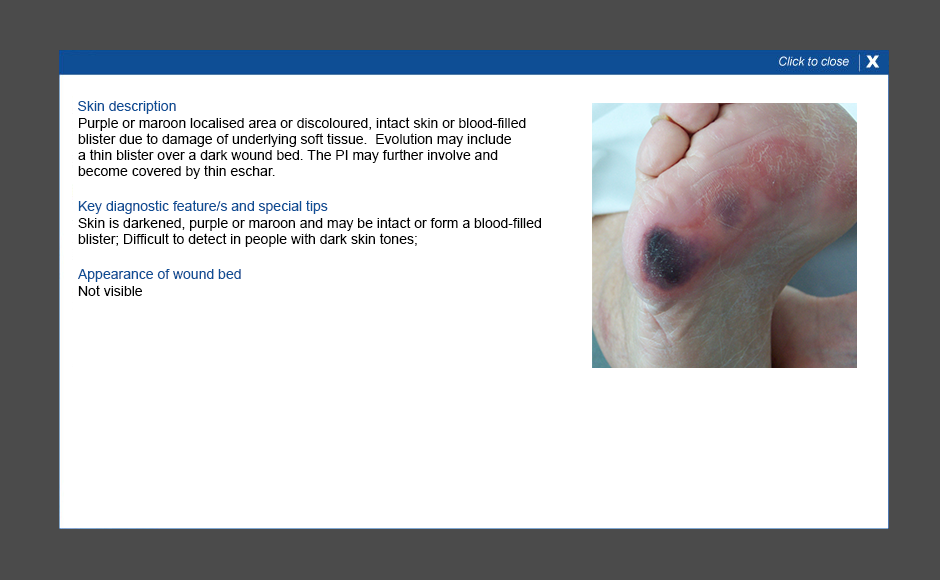 Click to close X
Skin description
Purple or maroon localised area or discoloured, intact skin or blood-filled
blister due to damage of underlying soft tissue.  Evolution may include
a thin blister over a dark wound bed. The PI may further involve and
become covered by thin eschar.
Key diagnostic feature/s and special tips
Skin is darkened, purple or maroon and may be intact or form a blood-filled
blister; Difficult to detect in people with dark skin tones;
Appearance of wound bed
Not visible